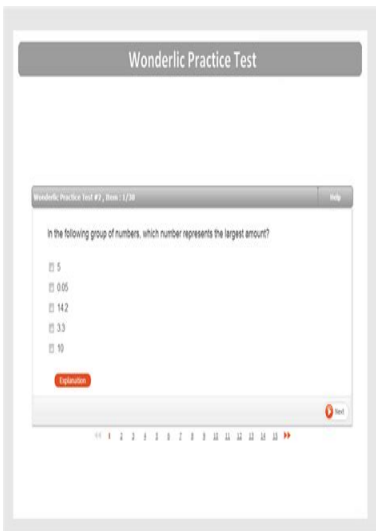 Wonderlic Practice Test
Wonderlic Practice Test #2 , Item : 1/30 Help
In the following group of numbers, which number represents the largest amount?
5
0.05
14.2
3.3
10
Explanation
Next
1 2 3 4 5 6 7 8 9 10 11 12 13 14 15